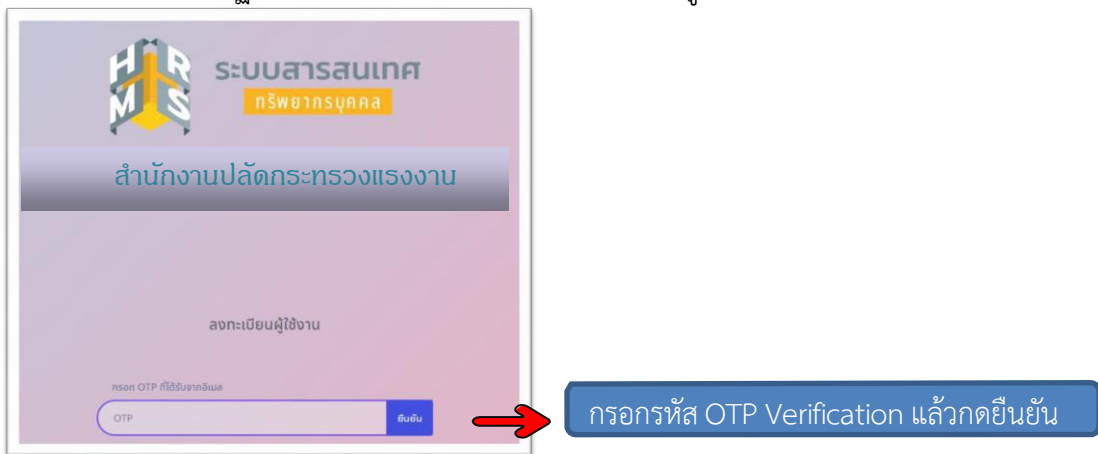 H R
M S
ระบบสารสนเทศ
ทรัพยากรบุคคล
สำนักงานปลัดกระทรวงแรงงาน
ลงทะเบียนผู้ใช้งาน
กรอก OTP ที่ได้รับจากอีเมล
OTP
ยืนยัน
กรอกรหัส OTP Verification แล้วกดยืนยัน